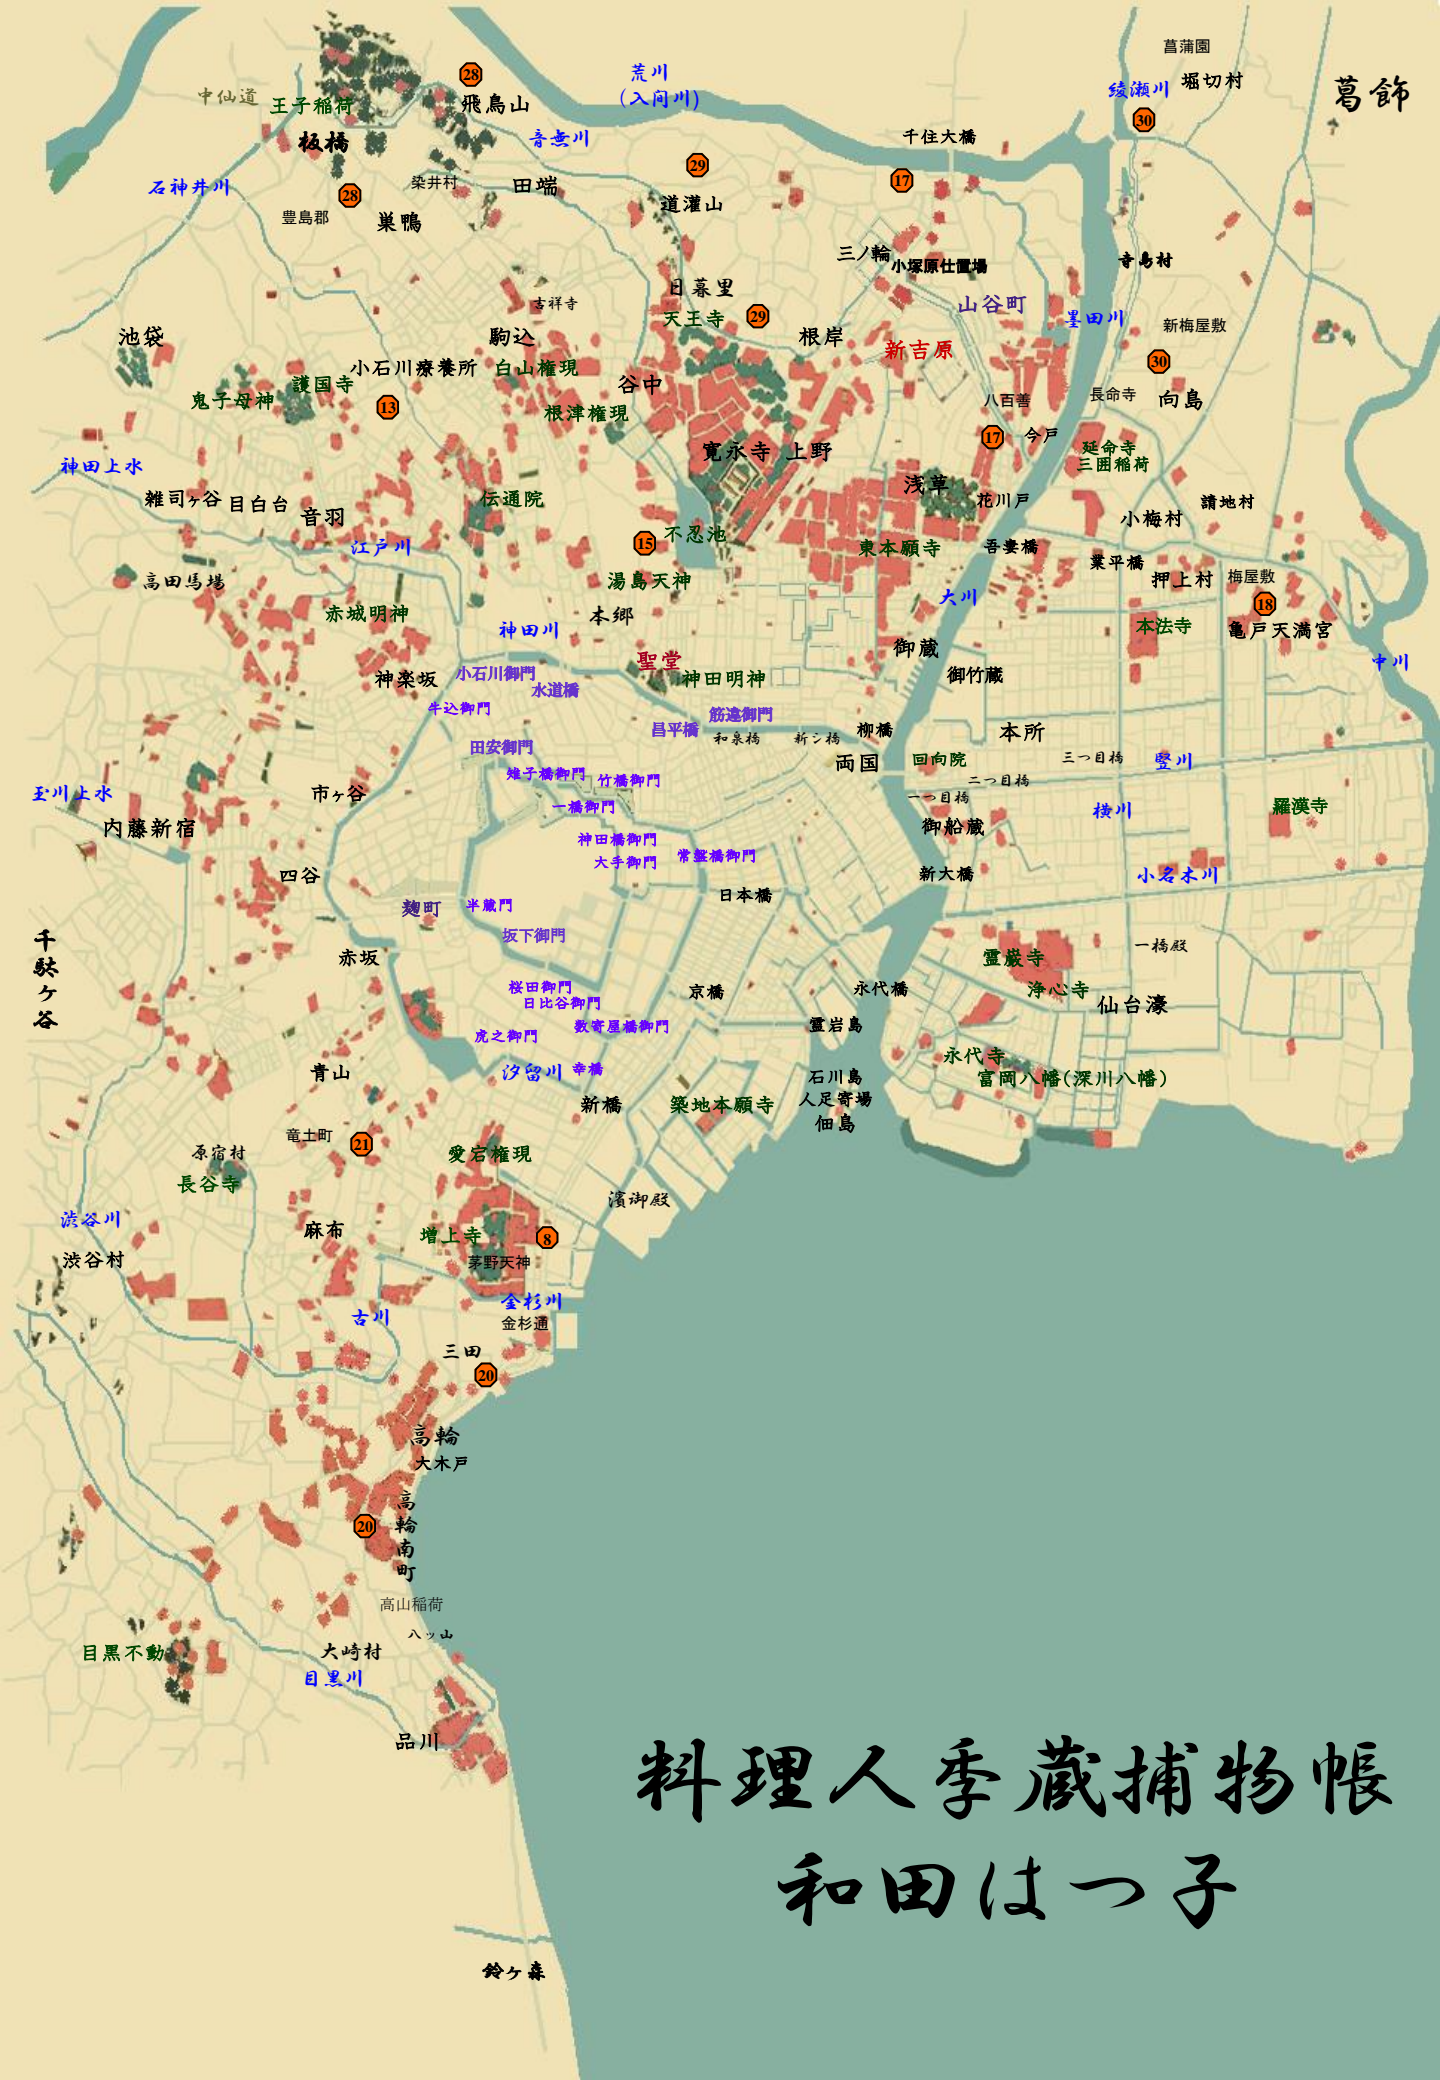 菖蒲園
葛飾
堀切村
綾瀬川
荒川
(入间川)
28
飛鳥山
中仙道
王子稲荷
板橋
音無川
千住大橋
30
29
17
石神井川
染井村
田端
28
道灌山
豊島郡
巣鴨
三ノ輪
小塚原仕置場
寺島村
日暮里
吉祥寺
山谷町
天王寺
29
墨田川
新梅屋敷
池袋
駒込
根岸
新吉原
30
小石川療養所
白山権現
護国寺
谷中
鬼子母神
13
根津権現
八百善
長命寺
向島
17
今戸
延命寺
三囲稲荷
寛永寺
上野
神田上水
浅草
雑司ヶ谷
目白台
音羽
伝通院
花川戸
請地村
小梅村
江戸川
15
不忍池
東本願寺
吾妻橋
業平橋
高田馬場
湯島天神
押上村
梅屋敷
大川
18
赤城明神
本郷
本法寺
亀戸天満宮
神田川
御蔵
聖堂
中川
神楽坂
小石川御門
水道橋
神田明神
御竹蔵
牛込御門
筋違御門
昌平橋
和泉橋
新シ橋
柳橋
本所
田安御門
両国
回向院
三つ目橋
竪川
雉子橋御門
竹橋御門
二つ目橋
玉川上水
市ヶ谷
一橋御門
一つ目橋
横川
羅漢寺
内藤新宿
神田橋御門
御船蔵
大手御門
常盤橋御門
四谷
新大橋
小名木川
麹町
半蔵門
日本橋
千駄ヶ谷
坂下御門
赤坂
霊巌寺
一橋殿
桜田御門
京橋
永代橋
浄心寺
日比谷御門
仙台濠
数寄屋橋御門
霊岩島
虎之御門
永代寺
青山
汐留川
幸橋
石川島
富岡八幡(深川八幡)
人足寄場
新橋
築地本願寺
佃島
竜土町
21
原宿村
愛宕権現
長谷寺
濱御殿
渋谷川
麻布
増上寺
8
渋谷村
茅野天神
金杉川
古川
金杉通
三田
20
高輪
大木戸
高輪南町
20
高山稲荷
八ッ山
目黒不動
大崎村
目黒川
品川
料理人季蔵捕物帳
和田はつ子
鈴ヶ森